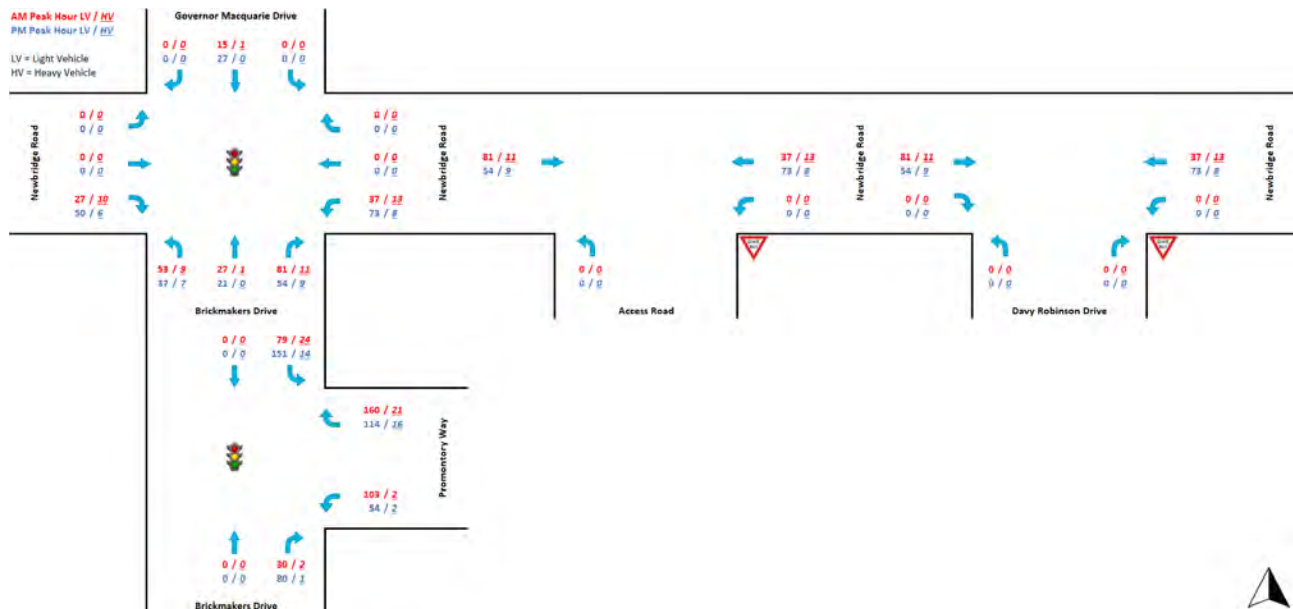 AM Peak Hour LV / HV
PM Peak Hour LV / HV
LV = Light Vehicle
HV = Heavy Vehicle
Governor Macquarie Drive
0 / 0 15 / 1 0 / 0
0 / 0 27 / 0 0 / 0
Newbridge Road
0 / 0
0 / 0
0 / 0
0 / 0
27 / 10
50 / 6
0 / 0
0 / 0
0 / 0
0 / 0
37 / 13
73 / 8
Newbridge Road
81 / 11
54 / 9
37 / 13
73 / 8
0 / 0
0 / 0
Newbridge Road
81 / 11
54 / 9
0 / 0
0 / 0
37 / 13
73 / 8
0 / 0
0 / 0
Newbridge Road
53 / 9 27 / 1 81 / 11
37 / 7 21 / 0 54 / 9
Brickmakers Drive
0 / 0
0 / 0
Access Road
0 / 0 0 / 0
0 / 0 0 / 0
Davy Robinson Drive
0 / 0 79 / 24
0 / 0 151 / 14
160 / 21
114 / 16
Promontory Way
103 / 2
54 / 2
0 / 0 30 / 2
0 / 0 80 / 1
Brickmakers Drive